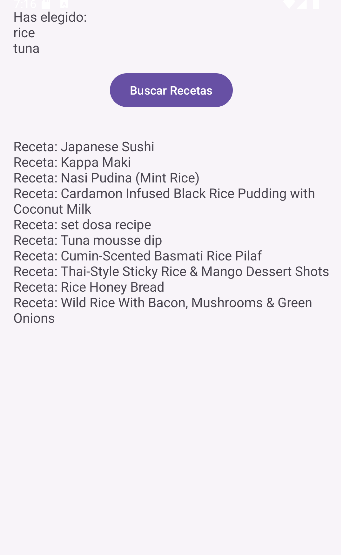 7:16
Has elegido:
rice
tuna
Buscar Recetas
Receta: Japanese Sushi
Receta: Kappa Maki
Receta: Nasi Pudina (Mint Rice)
Receta: Cardamon Infused Black Rice Pudding with
Coconut Milk
Receta: set dosa recipe
Receta: Tuna mousse dip
Receta: Cumin-Scented Basmati Rice Pilaf
Receta: Thai-Style Sticky Rice & Mango Dessert Shots
Receta: Rice Honey Bread
Receta: Wild Rice With Bacon, Mushrooms & Green
Onions